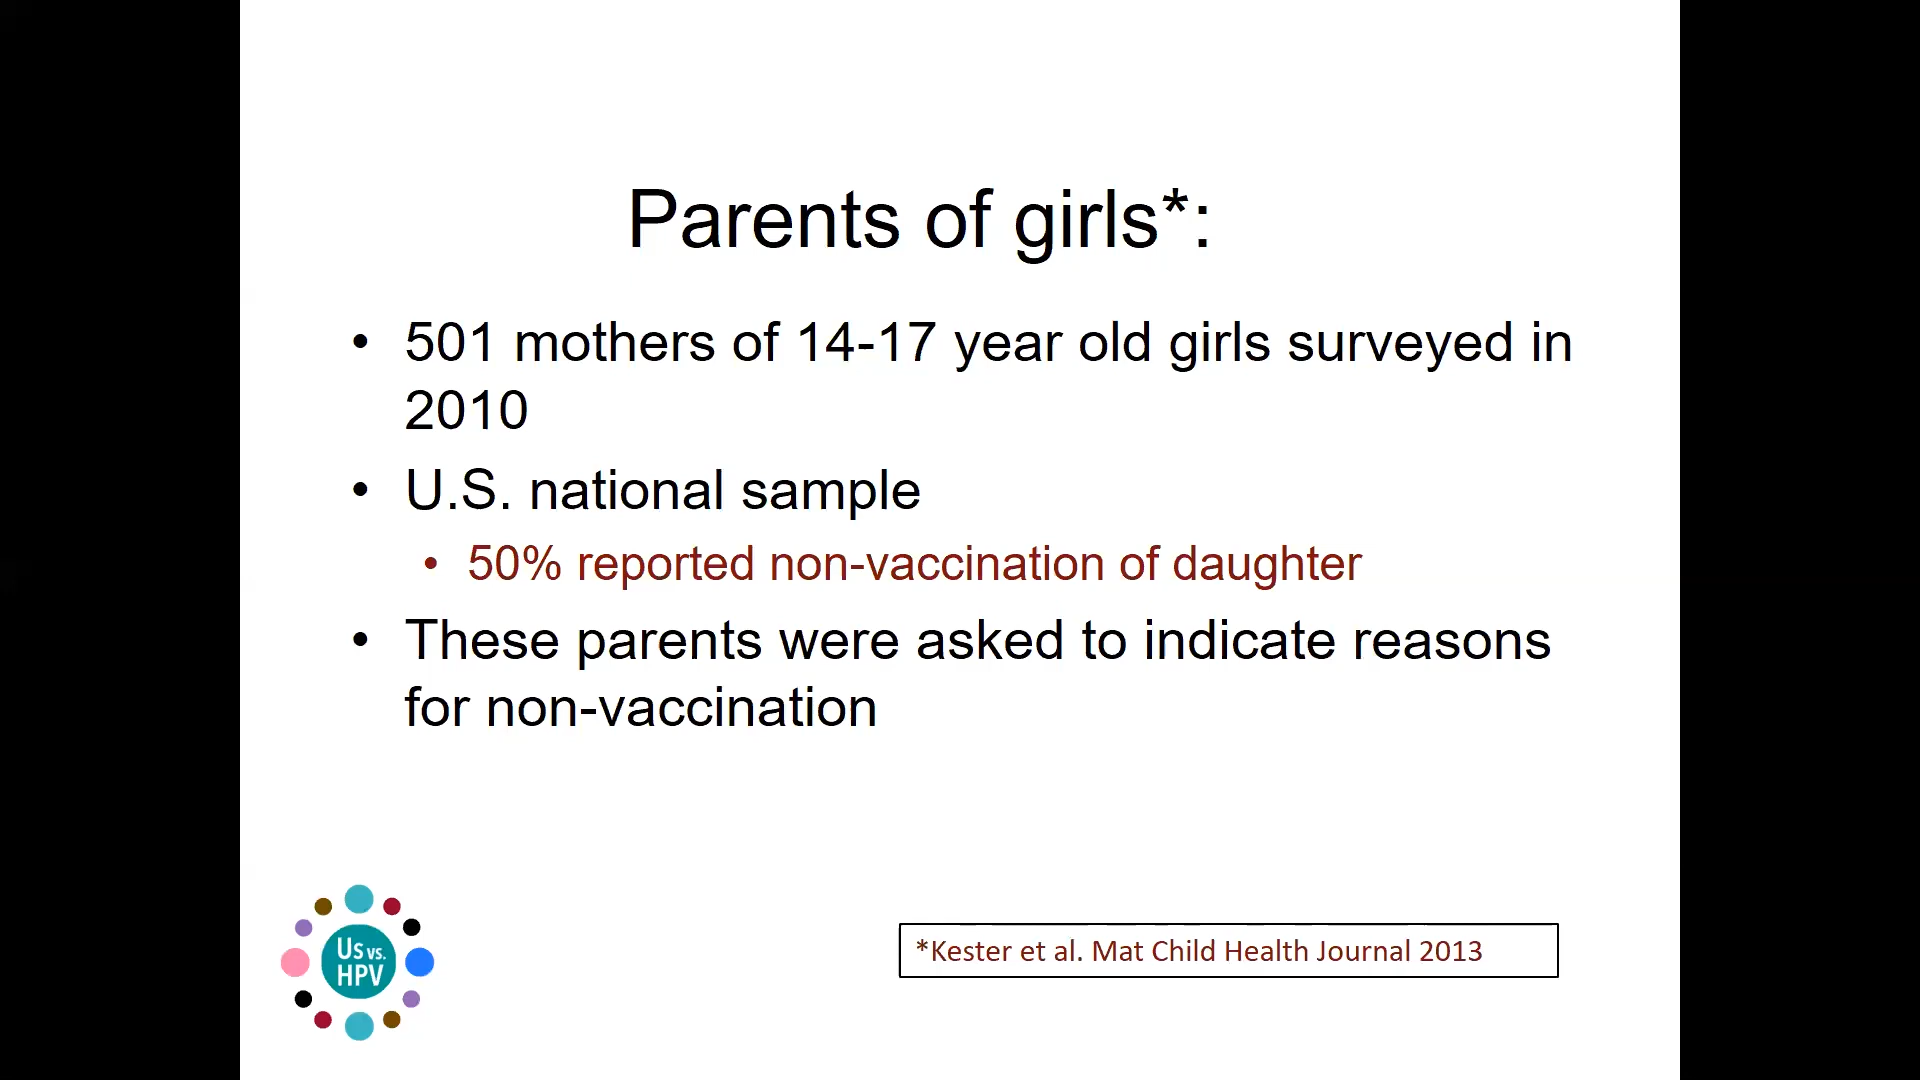 Parents of girls*:
• 501 mothers of 14-17 year old girls surveyed in
2010
• U.S. national sample
• 50% reported non-vaccination of daughter
• These parents were asked to indicate reasons
for non-vaccination
Us vs.
HPV
*Kester et al. Mat Child Health Journal 2013